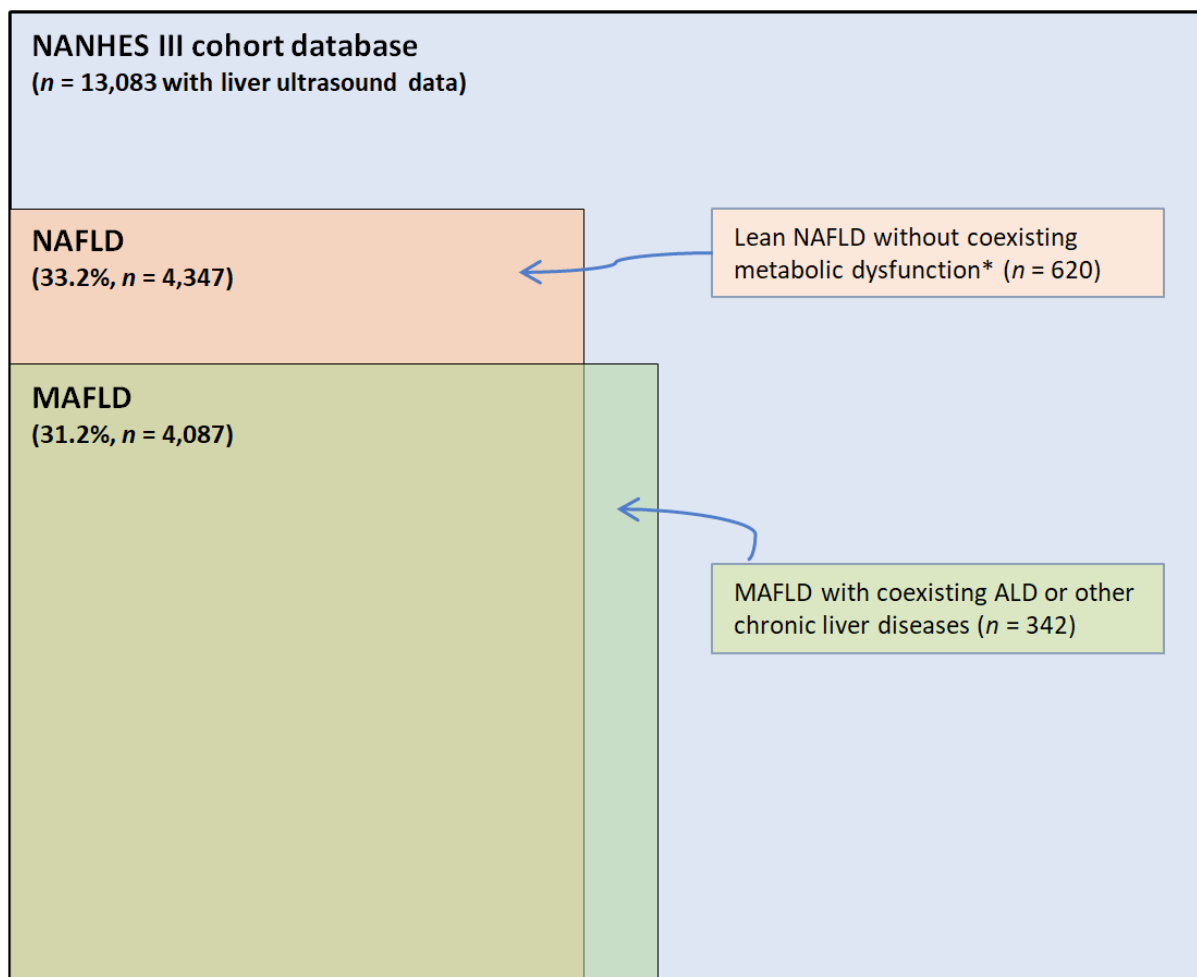 NANHES III cohort database
(n = 13,083 with liver ultrasound data)
NAFLD
(33.2%, n = 4,347)
Lean NAFLD without coexisting
metabolic dysfunction* (n = 620)
MAFLD
(31.2%, n = 4,087)
MAFLD with coexisting ALD or other
chronic liver diseases (n = 342)